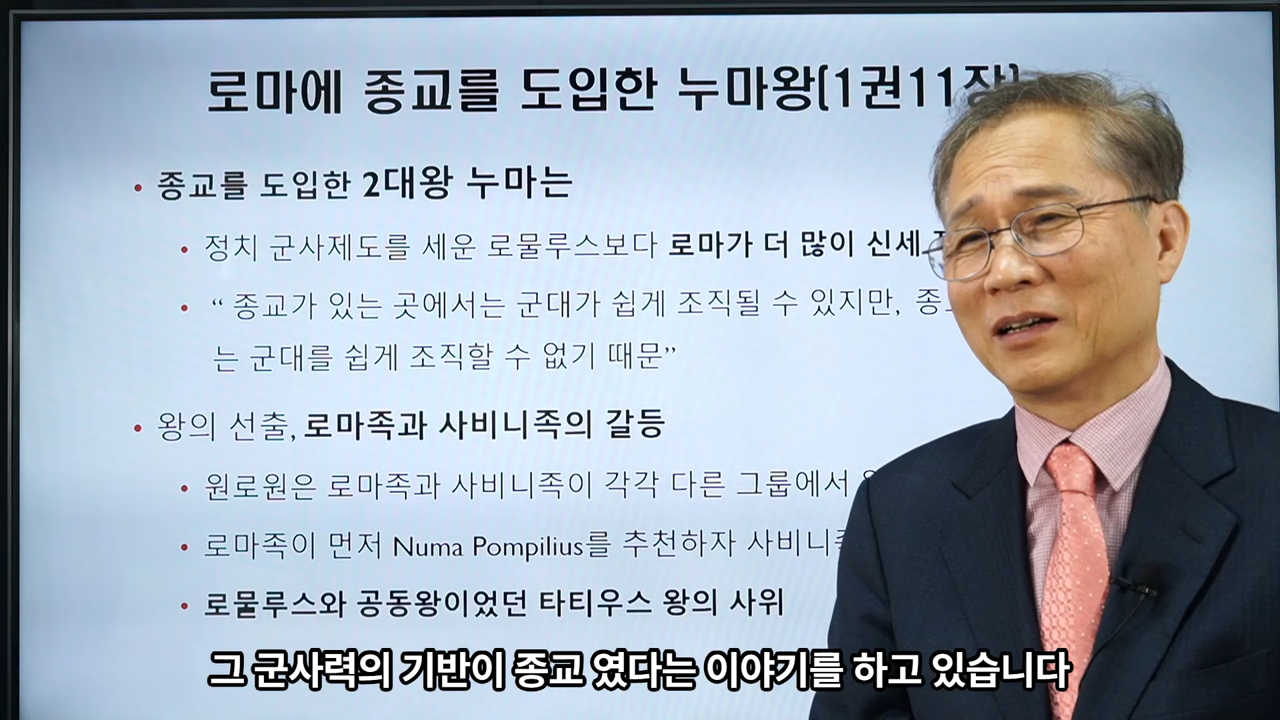 로마에 종교를 도입한 누마왕(1권11장)
• 종교를 도입한 2대왕 누마는
• 정치 군사제도를 세운 로물루스보다 로마가 더 많이 신세
• “ 종교가 있는 곳에서는 군대가 쉽게 조직될 수 있지만,
는 군대를 쉽게 조직할 수 없기 때문”
• 왕의 선출, 로마족과 사비니족의 갈등
• 원로원은 로마족과 사비니족이 각각 다른 그룹에서
• 로마족이 먼저 Numa Pompilius를 추천하자
• 로물루스와 공동왕이었던 타티우스 왕의 사위
그 군사력의 기반이 종교 였다는 이야기를 하고 있습니다